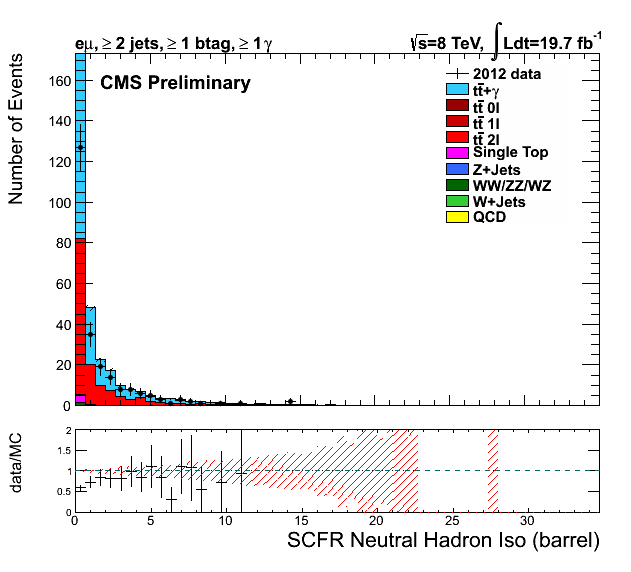 eμ, ≥ 2 jets, ≥ 1 btag, ≥ 1 γ
√s=8 TeV, ∫ Ldt=19.7 fb⁻¹
CMS Preliminary
2012 data
tt̄+γ
tt̄ 0l
tt̄ 1l
tt̄ 2l
Single Top
Z+Jets
WW/ZZ/WZ
W+Jets
QCD
Number of Events
160
140
120
100
80
60
40
20
0
data/MC
2
1.5
1
0.5
0
0 5 10 15 20 25 30
SCFR Neutral Hadron Iso (barrel)